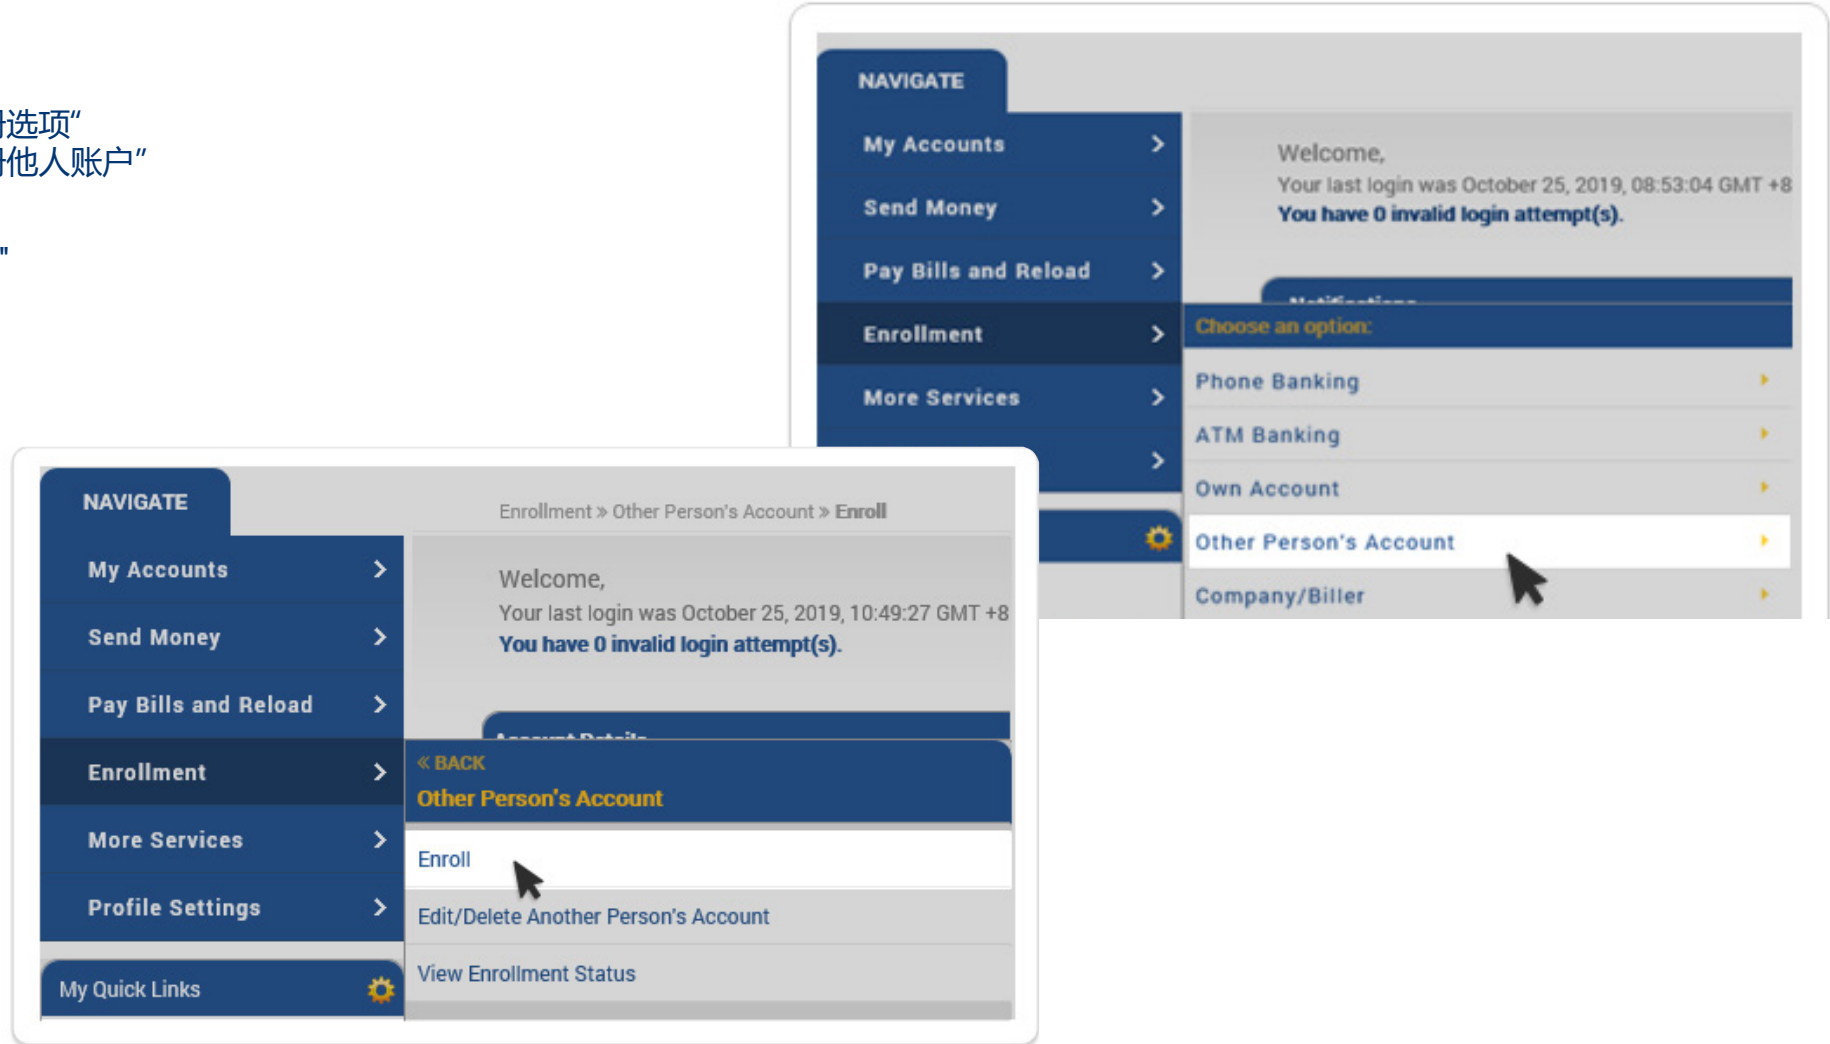 册选项“
册他人账户”
"
NAVIGATE
My Accounts
Send Money
Pay Bills and Reload
Enrollment
More Services
Welcome,
Your last login was October 25, 2019, 08:53:04 GMT +8
You have 0 invalid login attempt(s).
Notifications
Choose an option:
Phone Banking
ATM Banking
Own Account
Other Person's Account
Company/Biller
NAVIGATE
My Accounts
Send Money
Pay Bills and Reload
Enrollment
More Services
Profile Settings
My Quick Links
Enrollment » Other Person's Account » Enroll
Welcome,
Your last login was October 25, 2019, 10:49:27 GMT +8
You have 0 invalid login attempt(s).
Account Details
« BACK
Other Person's Account
Enroll
Edit/Delete Another Person's Account
View Enrollment Status